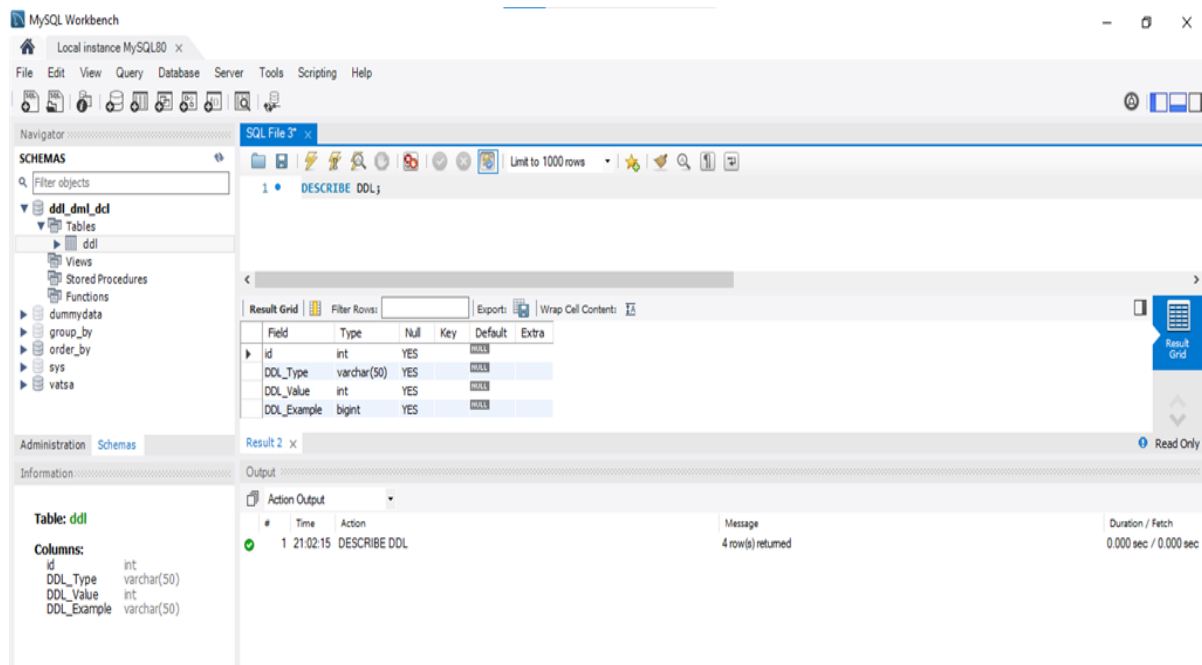 MySQL Workbench
Local instance MySQL80 ×
File Edit View Query Database Server Tools Scripting Help
Navigator
SCHEMAS
Filter objects
ddl_dml_dcl
Tables
ddl
Views
Stored Procedures
Functions
dummydata
group_by
order_by
sys
vatsa
Administration Schemas
Information
Table: ddl
Columns:
id int
DDL_Type varchar(50)
DDL_Value int
DDL_Example varchar(50)
SQL File 3* ×
Limit to 1000 rows
1 DESCRIBE DDL;
Result Grid Filter Rows: Export: Wrap Cell Content:
Field Type Null Key Default Extra
id int YES NULL
DDL_Type varchar(50) YES NULL
DDL_Value int YES NULL
DDL_Example bigint YES NULL
Result
Grid
Result 2 ×
Read Only
Output
Action Output
# Time Action Message Duration / Fetch
1 21:02:15 DESCRIBE DDL 4 row(s) returned 0.000 sec / 0.000 sec